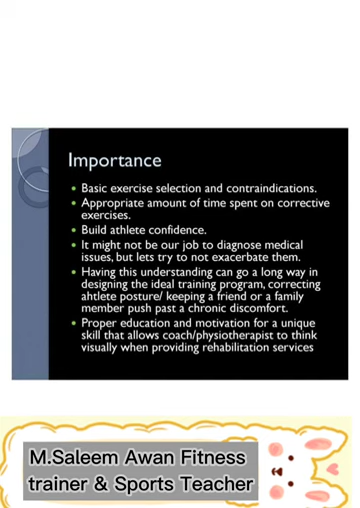 Importance
Basic exercise selection and contraindications.
Appropriate amount of time spent on corrective
exercises.
Build athlete confidence.
It might not be our job to diagnose medical
issues, but lets try to not exacerbate them.
Having this understanding can go a long way in
designing the ideal training program, correcting
ahtlete posture/ keeping a friend or a family
member push past a chronic discomfort.
Proper education and motivation for a unique
skill that allows coach/physiotherapist to think
visually when providing rehabilitation services
M.Saleem Awan Fitness
trainer & Sports Teacher